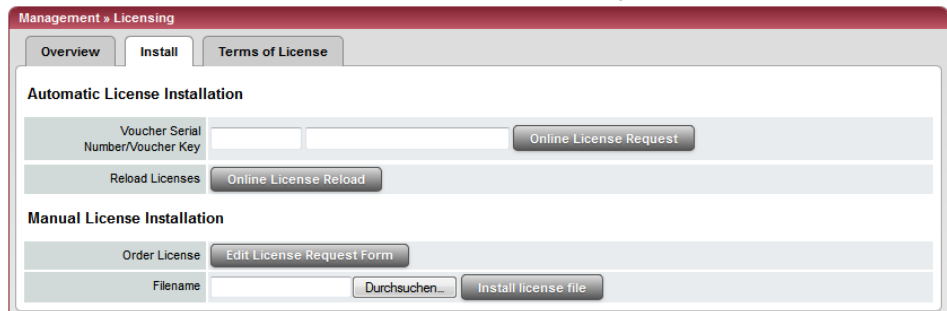 Management » Licensing
Overview Install Terms of License
Automatic License Installation
Voucher Serial
Number/Voucher Key Online License Request
Reload Licenses Online License Reload
Manual License Installation
Order License Edit License Request Form
Filename Durchsuchen... Install license file